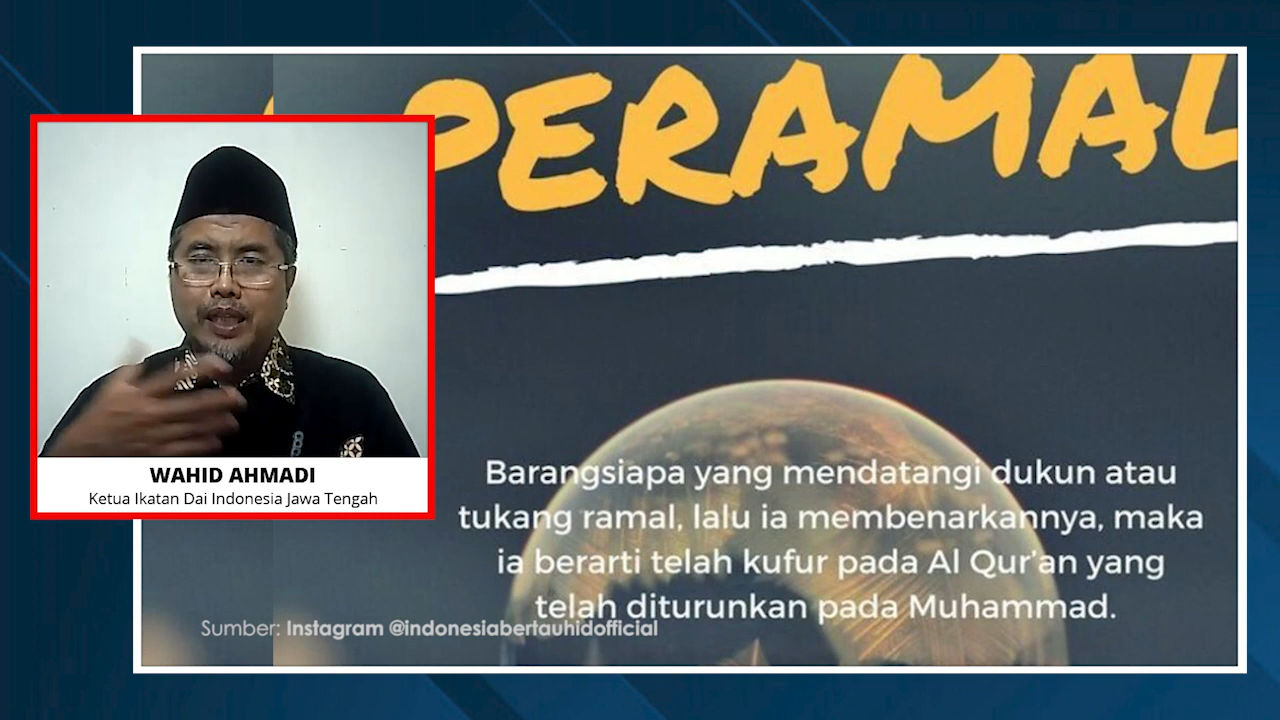 PERAMAL
WAHID AHMADI
Ketua Ikatan Dai Indonesia Jawa Tengah
Barangsiapa yang mendatangi dukun atau
tukang ramal, lalu ia membenarkannya, maka
ia berarti telah kufur pada Al Qur'an yang
telah diturunkan pada Muhammad.
Sumber: Instagram @indonesiabertauhidofficial